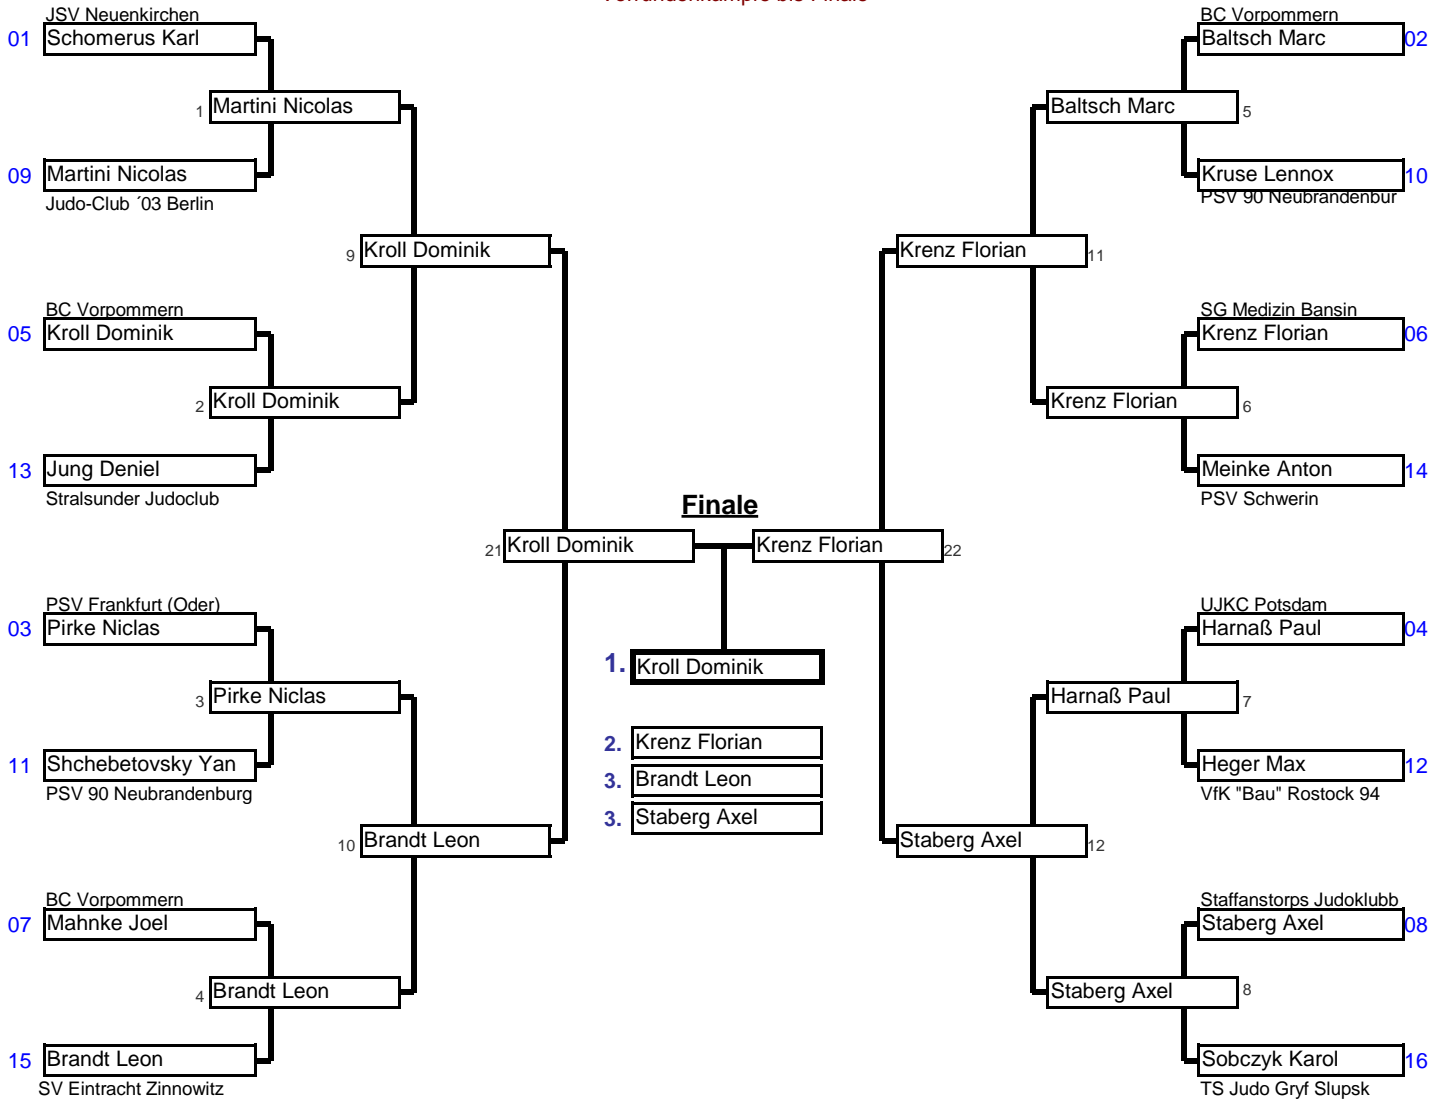 Vorrundenkämpfe bis Finale
JSV Neuenkirchen
01 Schomerus Karl
1 Martini Nicolas
09 Martini Nicolas
Judo-Club ´03 Berlin
9 Kroll Dominik
BC Vorpommern
05 Kroll Dominik
2 Kroll Dominik
13 Jung Deniel
Stralsunder Judoclub
21 Kroll Dominik
PSV Frankfurt (Oder)
03 Pirke Niclas
3 Pirke Niclas
11 Shchebetovsky Yan
PSV 90 Neubrandenburg
10 Brandt Leon
BC Vorpommern
07 Mahnke Joel
4 Brandt Leon
15 Brandt Leon
SV Eintracht Zinnowitz
Finale
1. Kroll Dominik
2. Krenz Florian
3. Brandt Leon
3. Staberg Axel
BC Vorpommern
Baltsch Marc 02
Baltsch Marc 5
Kruse Lennox 10
PSV 90 Neubrandenbur
Krenz Florian 11
SG Medizin Bansin
Krenz Florian 06
Krenz Florian 6
Meinke Anton 14
PSV Schwerin
Krenz Florian 22
UJKC Potsdam
Harnaß Paul 04
Harnaß Paul 7
Heger Max 12
VfK "Bau" Rostock 94
Staberg Axel 12
Staffanstorps Judoklubb
Staberg Axel 08
Staberg Axel 8
Sobczyk Karol 16
TS Judo Gryf Slupsk